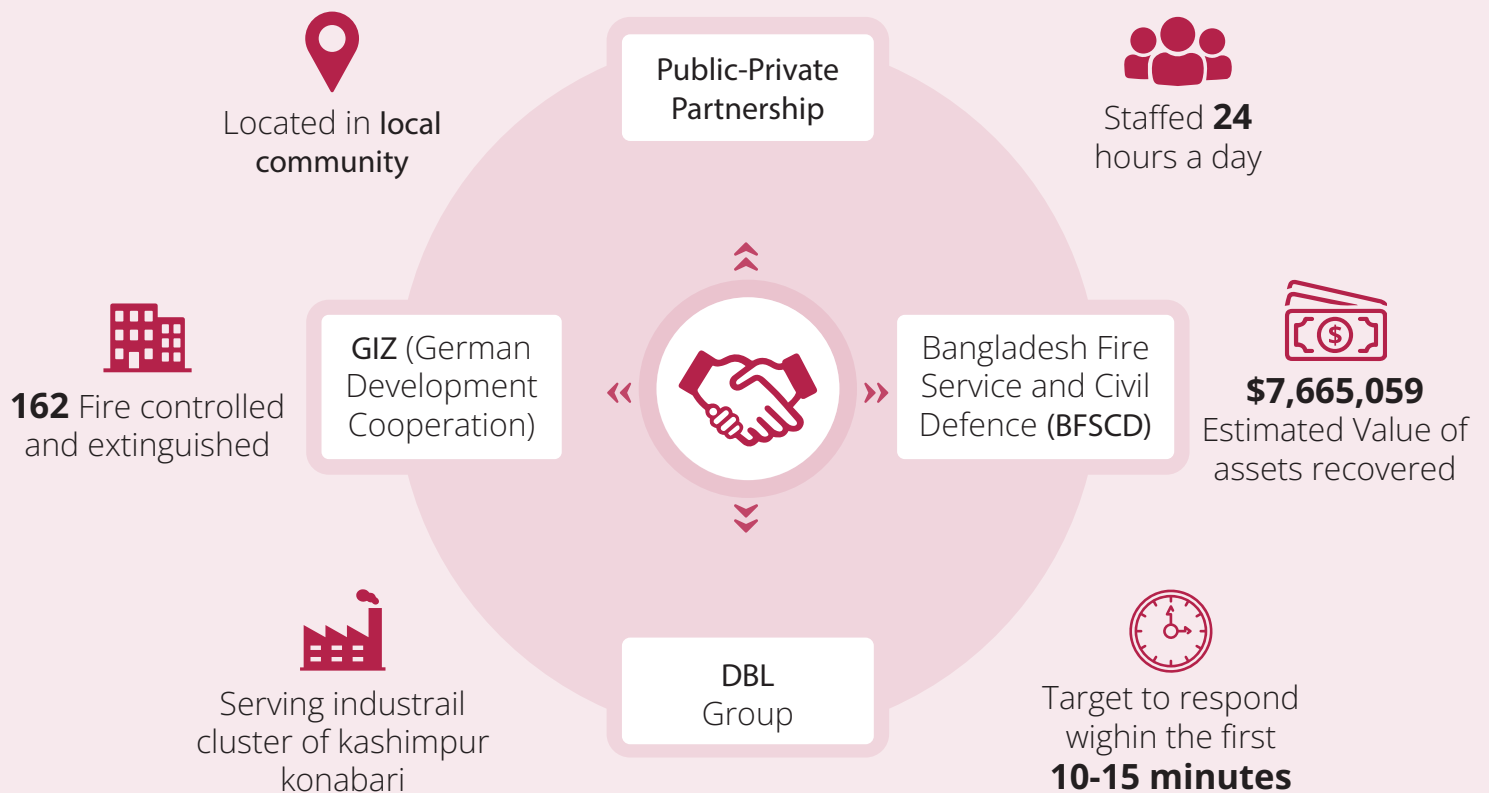 Public-Private
Partnership
Located in local
community
Staffed 24
hours a day
GIZ (German
Development
Cooperation)
Bangladesh Fire
Service and Civil
Defence (BFSCD)
162 Fire controlled
and extinguished
$
$7,665,059
Estimated Value of
assets recovered
DBL
Group
Serving industrail
cluster of kashimpur
konabari
Target to respond
wighin the first
10-15 minutes